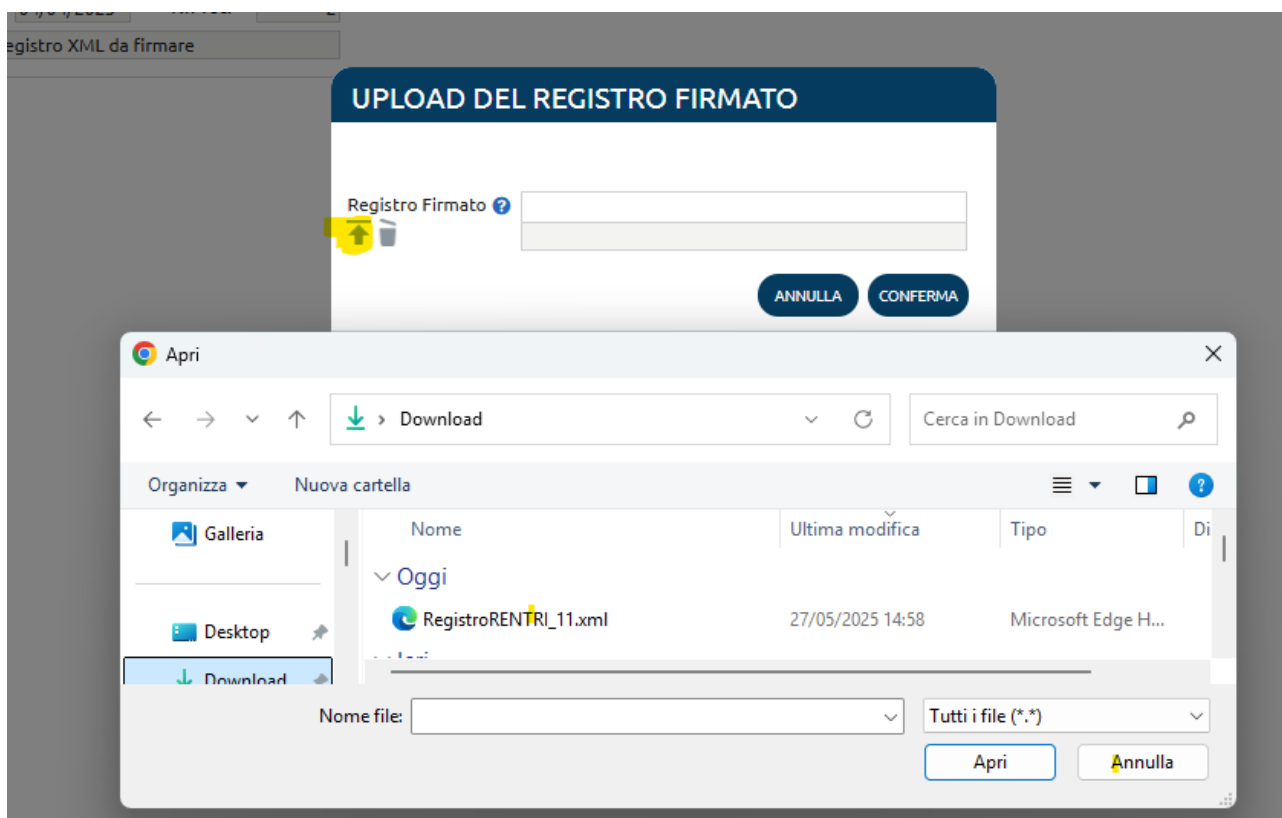 egistro XML da firmare
UPLOAD DEL REGISTRO FIRMATO
Registro Firmato ?
ANNULLA CONFERMA
Apri
Download
Cerca in Download
Organizza Nuova cartella
?
Galleria
Nome Ultima modifica Tipo Di
Oggi
RegistroRENTRI_11.xml 27/05/2025 14:58 Microsoft Edge H...
Desktop
Download
Nome file: Tutti i file (*.*)
Apri Annulla